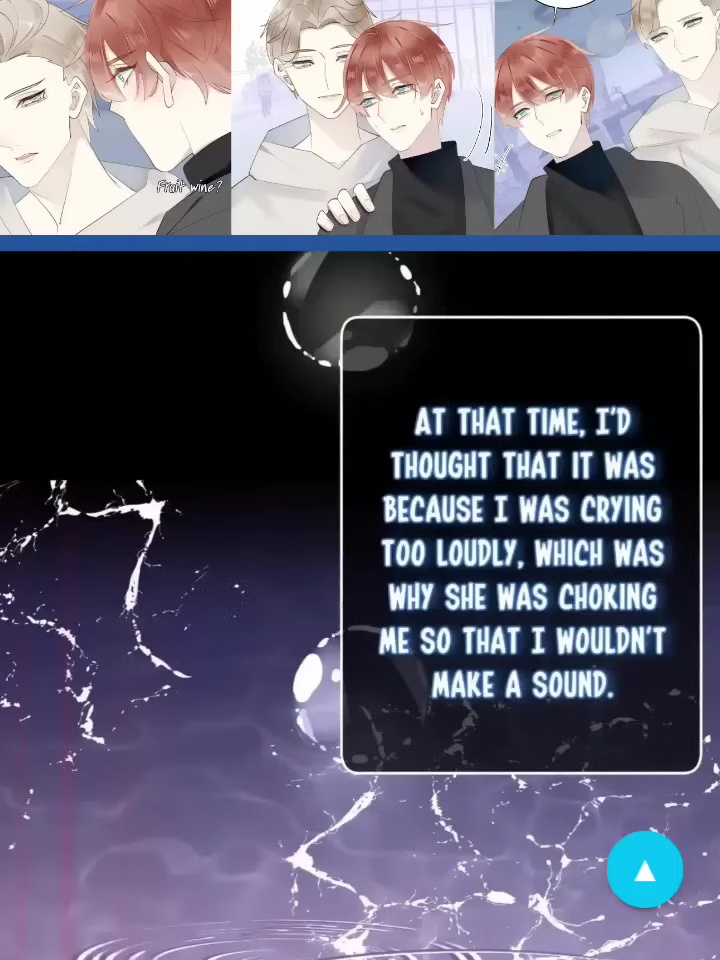 Fruit wine?
AT THAT TIME, I'D
THOUGHT THAT IT WAS
BECAUSE I WAS CRYING
TOO LOUDLY, WHICH WAS
WHY SHE WAS CHOKING
ME SO THAT I WOULDN'T
MAKE A SOUND.